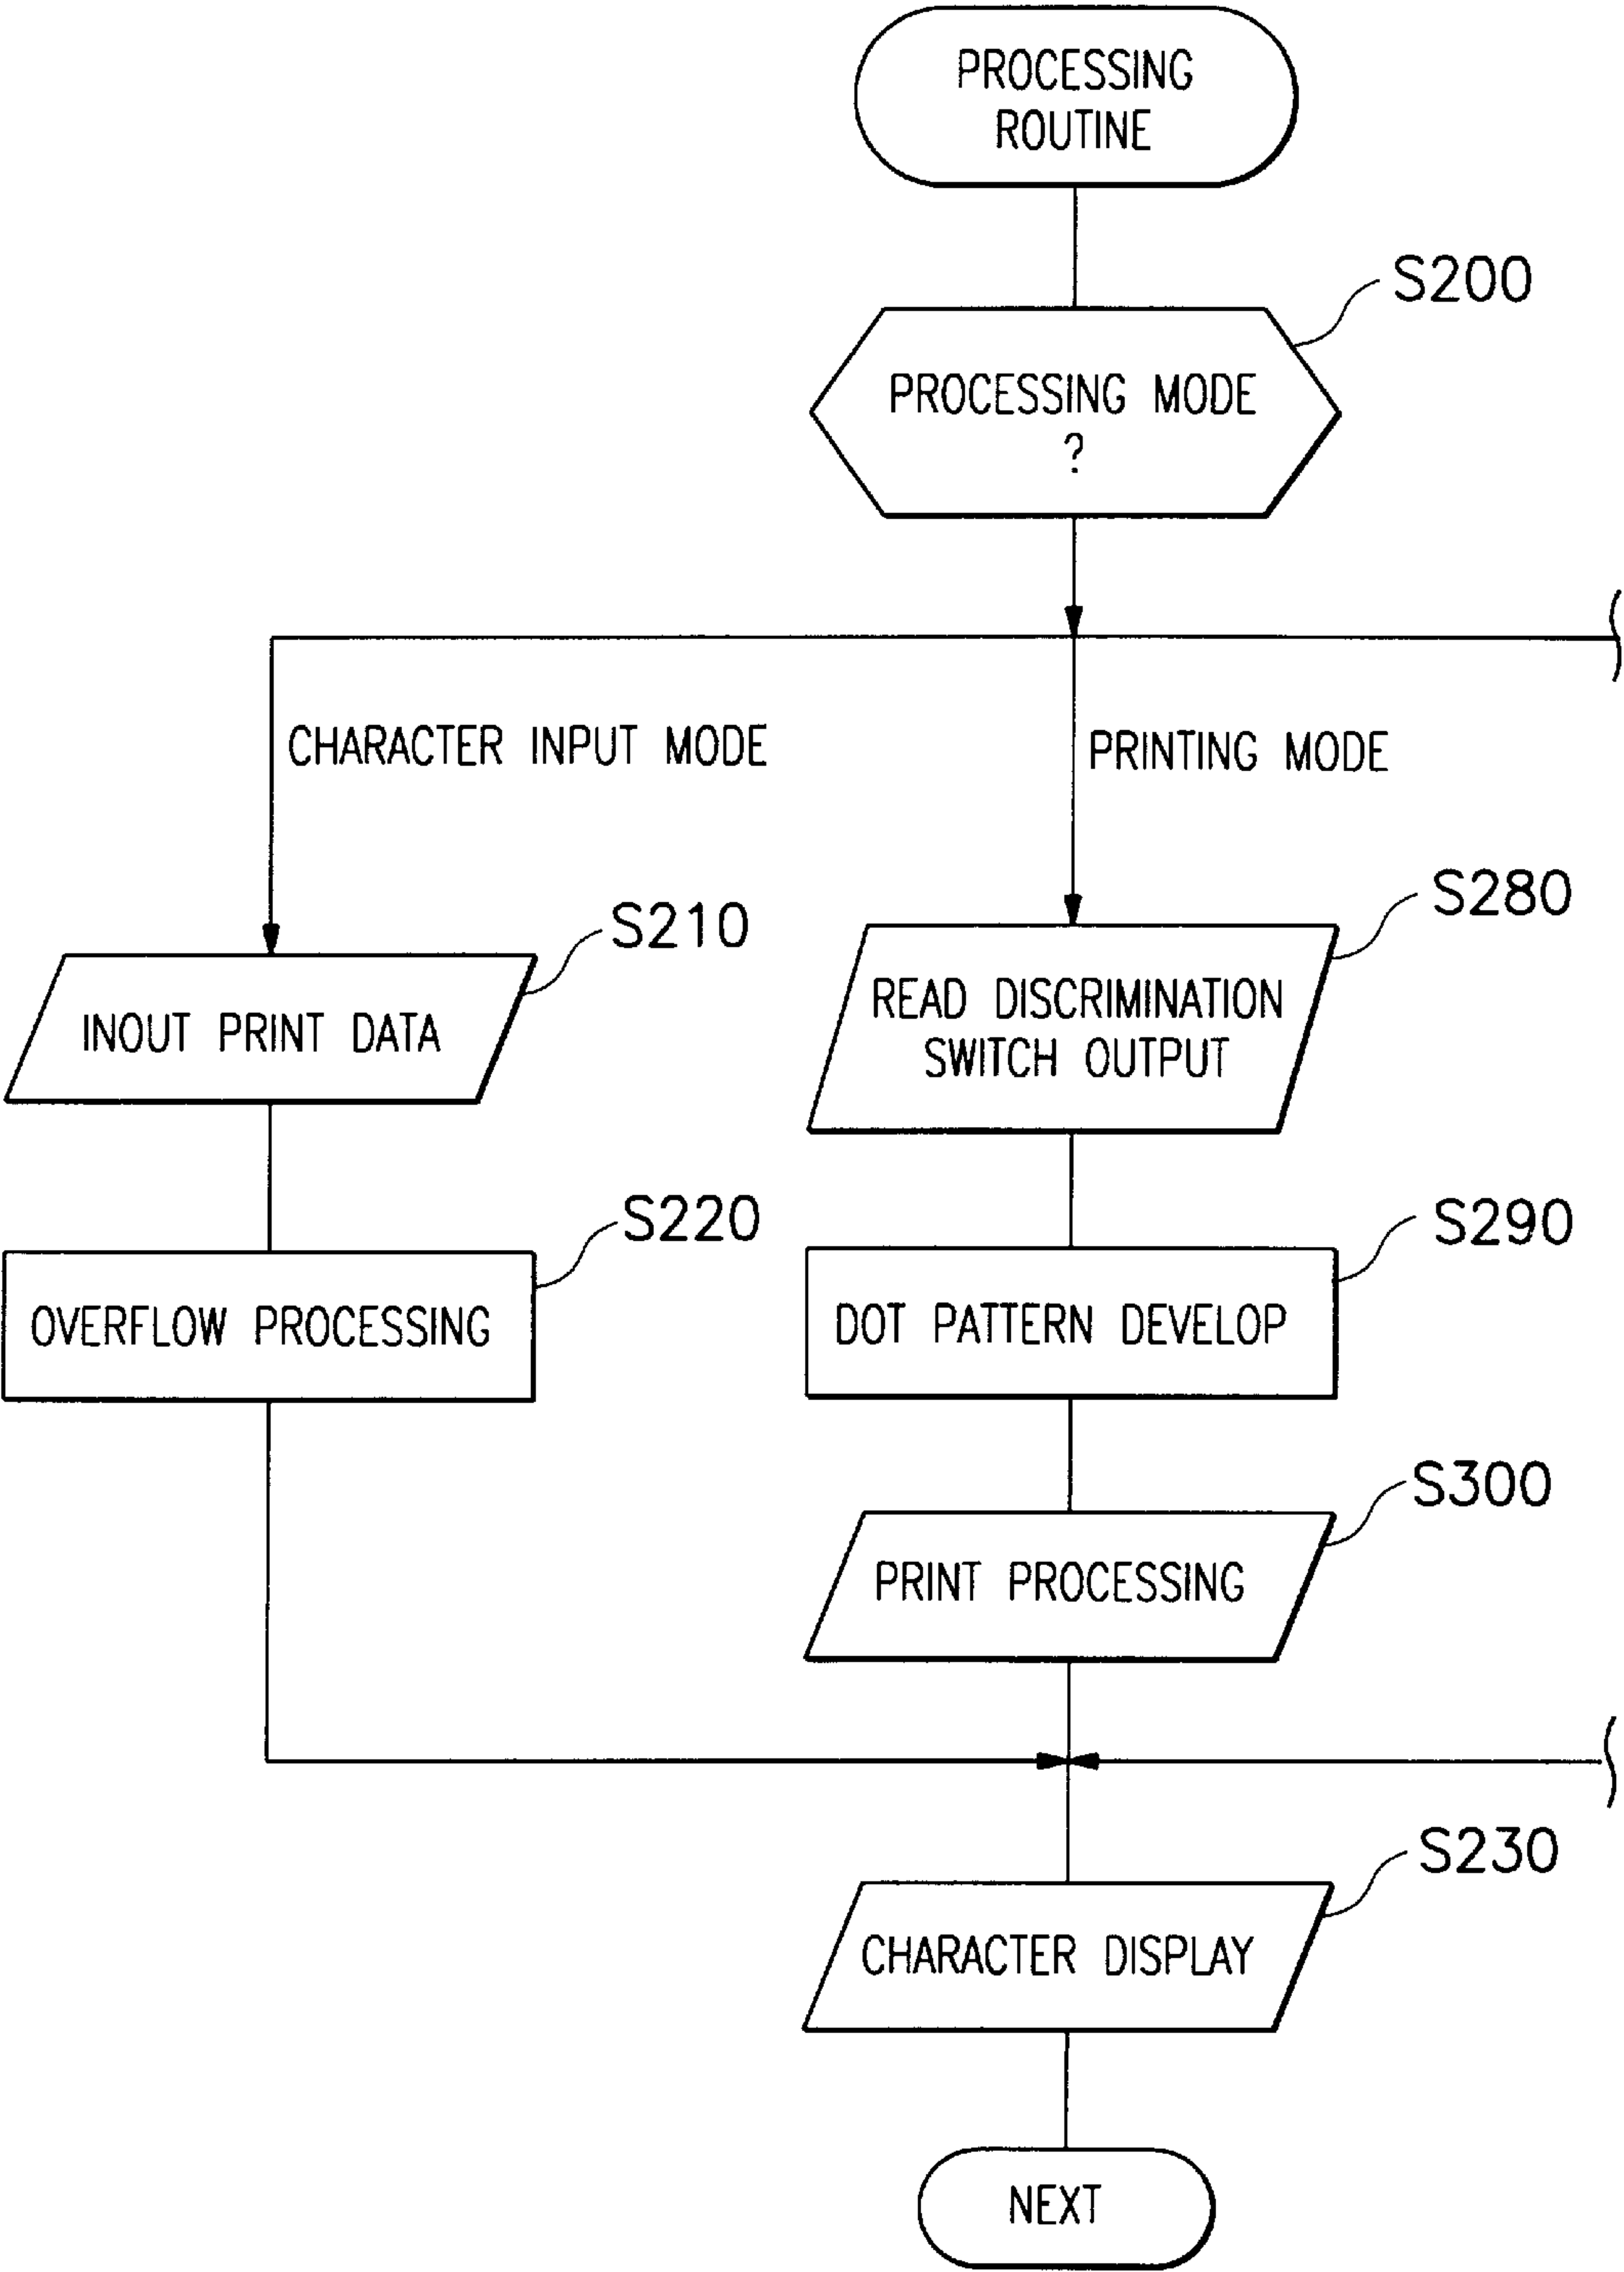 PROCESSING
ROUTINE
S200
PROCESSING MODE
?
CHARACTER INPUT MODE
PRINTING MODE
S210
INOUT PRINT DATA
S280
READ DISCRIMINATION
SWITCH OUTPUT
S220
OVERFLOW PROCESSING
S290
DOT PATTERN DEVELOP
S300
PRINT PROCESSING
S230
CHARACTER DISPLAY
NEXT